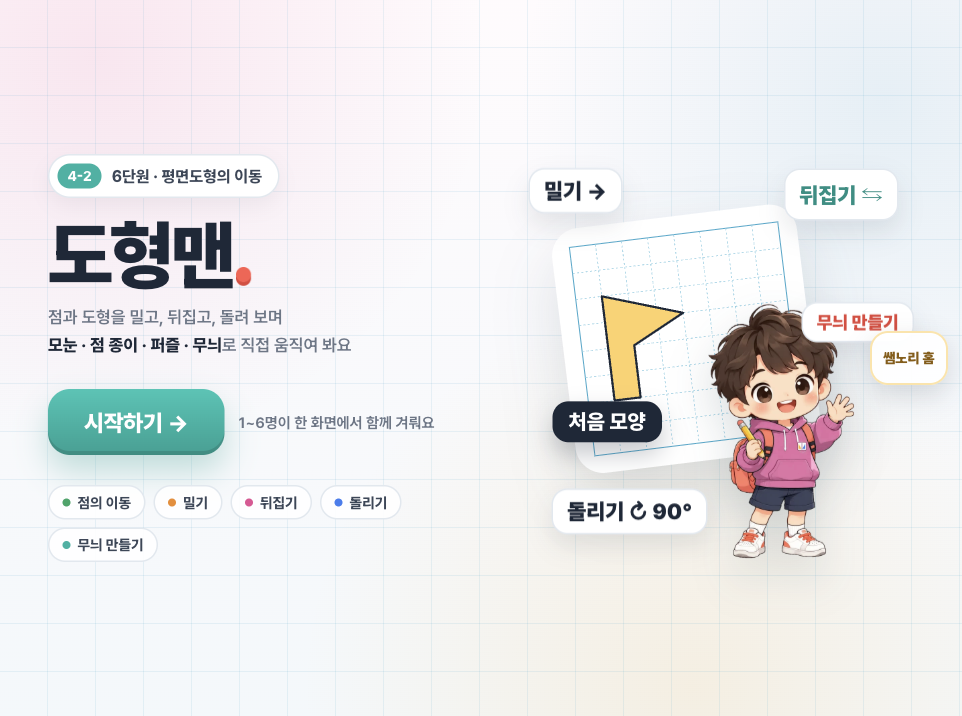 4-2 6단원 · 평면도형의 이동
도형맨.
점과 도형을 밀고, 뒤집고, 돌려 보며
모눈 · 점 종이 · 퍼즐 · 무늬로 직접 움직여 봐요
시작하기 →
1~6명이 한 화면에서 함께 겨뤄요
점의 이동
밀기
뒤집기
돌리기
무늬 만들기
밀기 →
뒤집기 ⇆
무늬 만들기
쌤노리 홈
처음 모양
돌리기 ↻ 90°